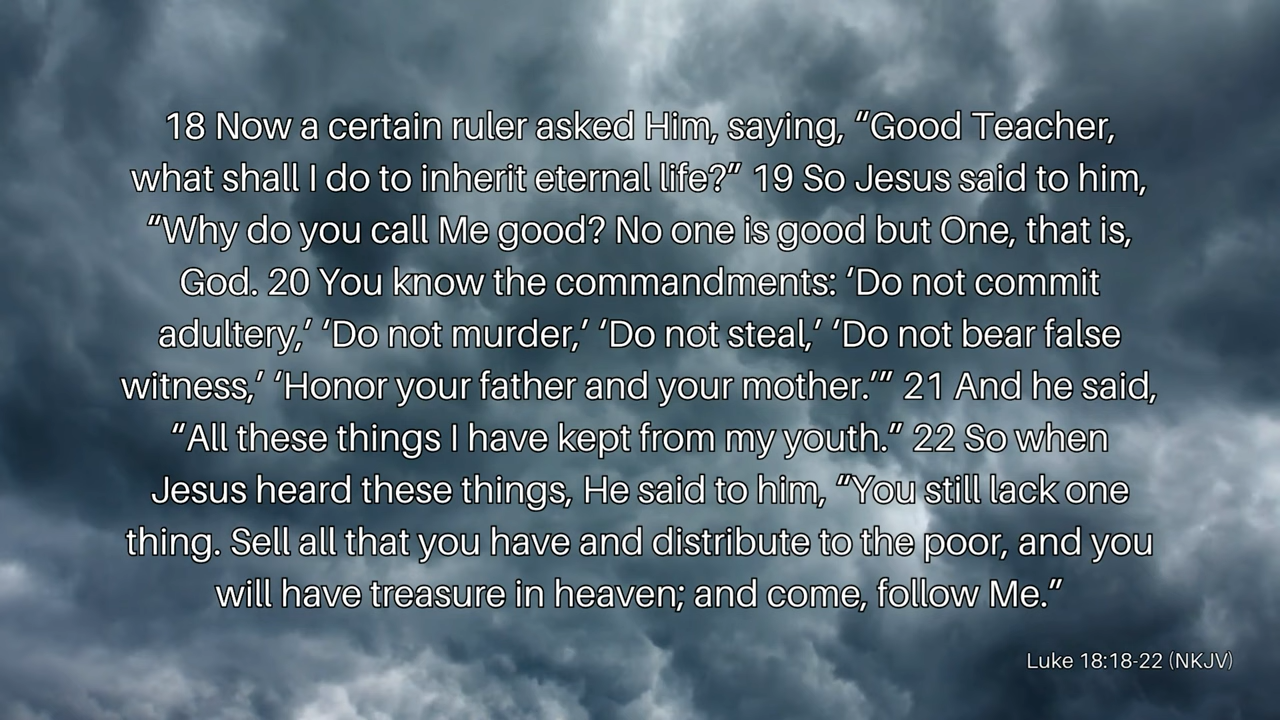 18 Now a certain ruler asked Him, saying, “Good Teacher,
what shall I do to inherit eternal life?” 19 So Jesus said to him,
“Why do you call Me good? No one is good but One, that is,
God. 20 You know the commandments: ‘Do not commit
adultery,’ ‘Do not murder,’ ‘Do not steal,’ ‘Do not bear false
witness,’ ‘Honor your father and your mother.’” 21 And he said,
“All these things I have kept from my youth.” 22 So when
Jesus heard these things, He said to him, “You still lack one
thing. Sell all that you have and distribute to the poor, and you
will have treasure in heaven; and come, follow Me.”
Luke 18:18-22 (NKJV)